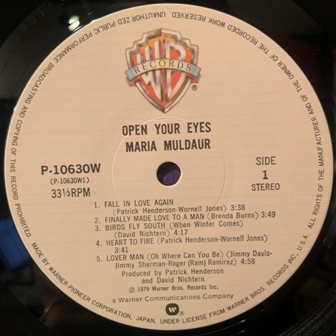 UNAUTHORIZED PUBLIC PERFORMANCE BROADCASTING AND COPYING OF THIS RECORD PROHIBITED
ALL RIGHTS OF THE MANUFACTURER AND OF THE OWNER OF THE RECORDED WORK RESERVED
WB
RECORDS
OPEN YOUR EYES
MARIA MULDAUR
P-10630W
(P-10630W1)
33⅓RPM
SIDE
1
STEREO
1. FALL IN LOVE AGAIN
(Patrick Henderson-Wornell Jones) 3:38
2. FINALLY MADE LOVE TO A MAN (Brenda Burns) 3:49
3. BIRDS FLY SOUTH (When Winter Comes)
(David Nichtern) 4:17
4. HEART TO FIRE (Patrick Henderson-Wornell Jones)
3:41
5. LOVER MAN (Oh Where Can You Be) (Jimmy Davis-
Jimmy Sherman-Roger (Ram) Ramirez) 4:58
Produced by Patrick Henderson
and David Nichtern
℗ 1979 Warner Bros. Records Inc.
a Warner Communications Company
W
MADE BY WARNER-PIONEER CORPORATION, JAPAN, UNDER LICENSE FROM WARNER BROS. RECORDS INC., U.S.A.